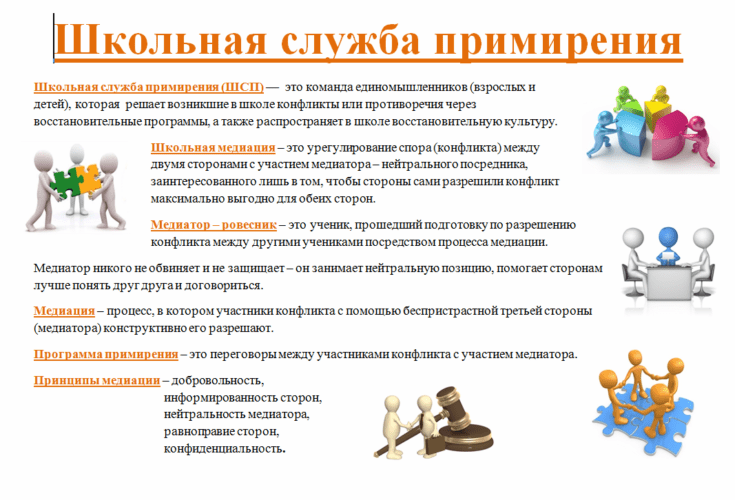 Школьная служба примирения
Школьная служба примирения (ШСП) — это команда единомышленников (взрослых и
детей), которая решает возникшие в школе конфликты или противоречия через
восстановительные программы, а также распространяет в школе восстановительную культуру.
Школьная медиация – это урегулирование спора (конфликта) между
двумя сторонами с участием медиатора – нейтрального посредника,
заинтересованного лишь в том, чтобы стороны сами разрешили конфликт
максимально выгодно для обеих сторон.
Медиатор – ровесник – это ученик, прошедший подготовку по разрешению
конфликта между другими учениками посредством процесса медиации.
Медиатор никого не обвиняет и не защищает – он занимает нейтральную позицию, помогает сторонам
лучше понять друг друга и договориться.
Медиация – процесс, в котором участники конфликта с помощью беспристрастной третьей стороны
(медиатора) конструктивно его разрешают.
Программа примирения – это переговоры между участниками конфликта с участием медиатора.
Принципы медиации – добровольность,
информированность сторон,
нейтральность медиатора,
равноправие сторон,
конфиденциальность.